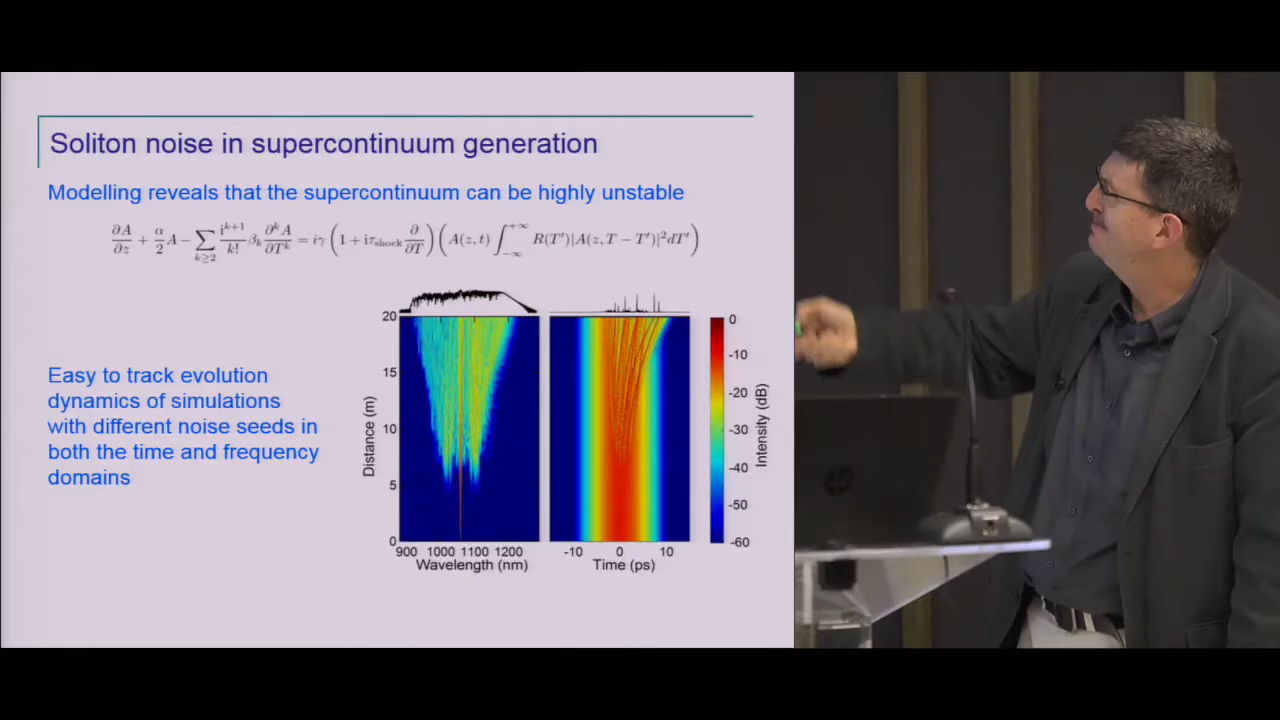 Soliton noise in supercontinuum generation
Modelling reveals that the supercontinuum can be highly unstable
∂A/∂z + α/2 A − ∑_{k≥2} i^{k+1}/k! β_k ∂^k A/∂T^k = iγ (1 + iτ_shock ∂/∂T) (A(z,t) ∫_{−∞}^{+∞} R(T′)|A(z,T − T′)|² dT′)
Easy to track evolution
dynamics of simulations
with different noise seeds in
both the time and frequency
domains
Distance (m)
20
15
10
5
0
900 1000 1100 1200
Wavelength (nm)
-10 0 10
Time (ps)
0
-10
-20
-30
-40
-50
-60
Intensity (dB)
hp